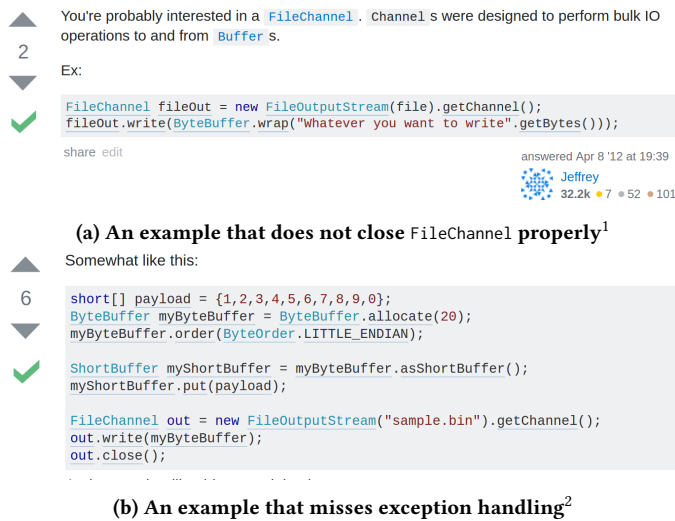 You're probably interested in a FileChannel. Channels were designed to perform bulk IO
operations to and from Buffers.
2
Ex:
FileChannel fileOut = new FileOutputStream(file).getChannel();
fileOut.write(ByteBuffer.wrap("Whatever you want to write".getBytes()));
share edit
answered Apr 8 '12 at 19:39
Jeffrey
32.2k 7 52 101
(a) An example that does not close FileChannel properly1
Somewhat like this:
6
short[] payload = {1,2,3,4,5,6,7,8,9,0};
ByteBuffer myByteBuffer = ByteBuffer.allocate(20);
myByteBuffer.order(ByteOrder.LITTLE_ENDIAN);
ShortBuffer myShortBuffer = myByteBuffer.asShortBuffer();
myShortBuffer.put(payload);
FileChannel out = new FileOutputStream("sample.bin").getChannel();
out.write(myByteBuffer);
out.close();
(b) An example that misses exception handling2